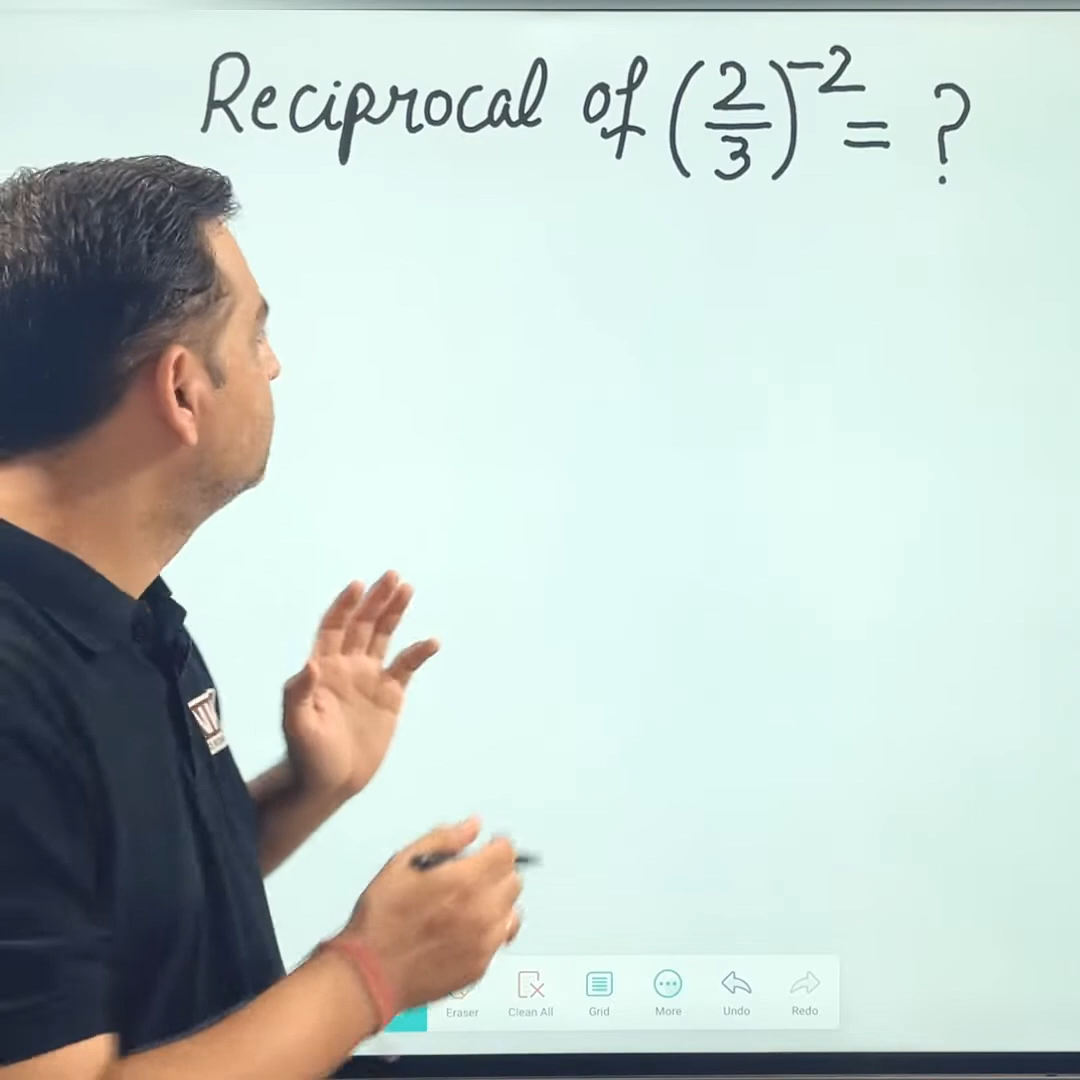 Reciprocal of (2/3)^-2 = ?
Eraser
Clean All
Grid
More
Undo
Redo